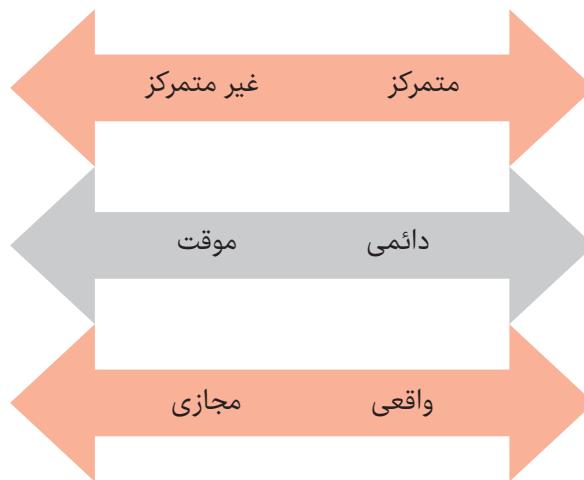 متمرکز غیر متمرکز
دائمی موقت
واقعی مجازی